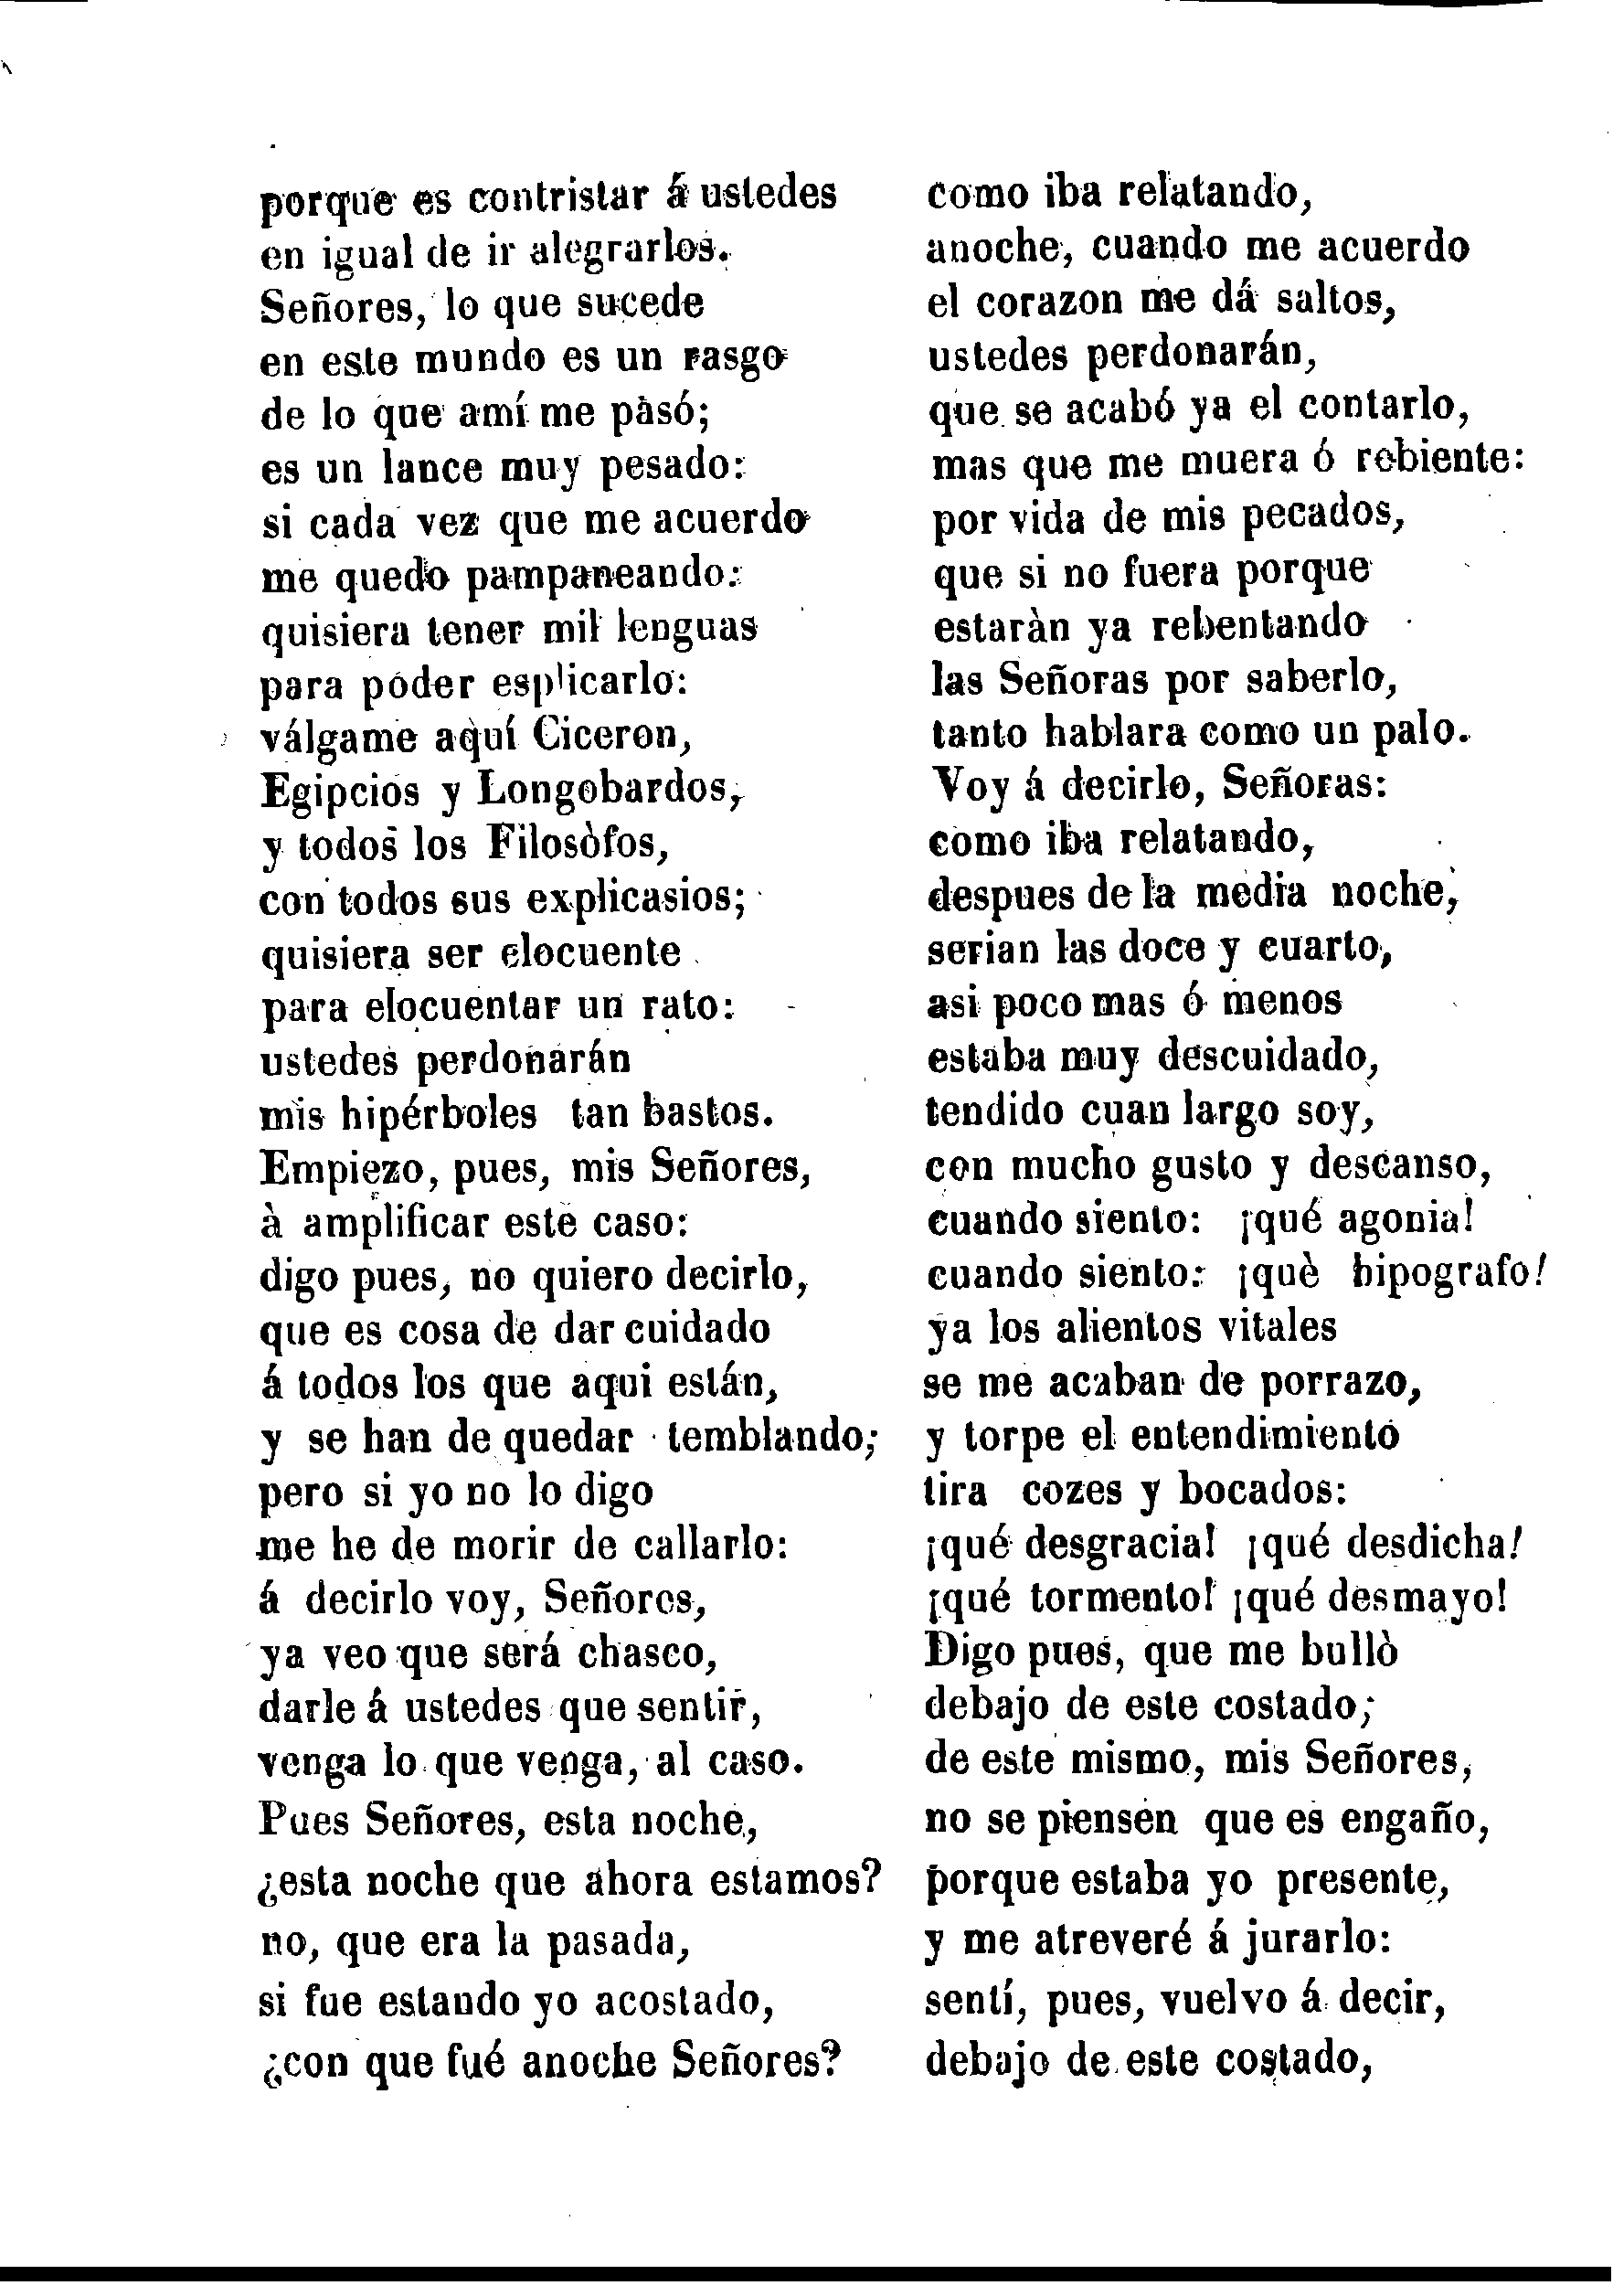 porque es contristar á ustedes
en igual de ir alegrarlos.
Señores, lo que sucede
en este mundo es un rasgo
de lo que amí me pasó;
es un lance muy pesado:
si cada vez que me acuerdo
me quedo pampaneando:
quisiera tener mil lenguas
para poder esplicarlo:
válgame aquí Ciceron,
Egipcios y Longobardos,
y todos los Filosòfos,
con todos sus explicasios;
quisiera ser elocuente
para elocuentar un rato:
ustedes perdonarán
mis hipérboles tan bastos.
Empiezo, pues, mis Señores,
à amplificar este caso:
digo pues, no quiero decirlo,
que es cosa de dar cuidado
á todos los que aqui están,
y se han de quedar temblando;
pero si yo no lo digo
me he de morir de callarlo:
á decirlo voy, Señores,
ya veo que será chasco,
darle á ustedes que sentir,
venga lo que venga, al caso.
Pues Señores, esta noche,
¿esta noche que ahora estamos?
no, que era la pasada,
si fue estando yo acostado,
¿con que fué anoche Señores?
como iba relatando,
anoche, cuando me acuerdo
el corazon me dá saltos,
ustedes perdonarán,
que se acabó ya el contarlo,
mas que me muera ó rebiente:
por vida de mis pecados,
que si no fuera porque
estaràn ya rebentando
las Señoras por saberlo,
tanto hablara como un palo.
Voy á decirlo, Señoras:
como iba relatando,
despues de la media noche,
serian las doce y cuarto,
asi poco mas ó menos
estaba muy descuidado,
tendido cuan largo soy,
con mucho gusto y descanso,
cuando siento: ¡qué agonia!
cuando siento: ¡què hipografo!
ya los alientos vitales
se me acaban de porrazo,
y torpe el entendimiento
tira cozes y bocados:
¡qué desgracia! ¡qué desdicha!
¡qué tormento! ¡qué desmayo!
Digo pues, que me bullò
debajo de este costado;
de este mismo, mis Señores,
no se piensen que es engaño,
porque estaba yo presente,
y me atreveré á jurarlo:
sentí, pues, vuelvo á decir,
debajo de este costado,